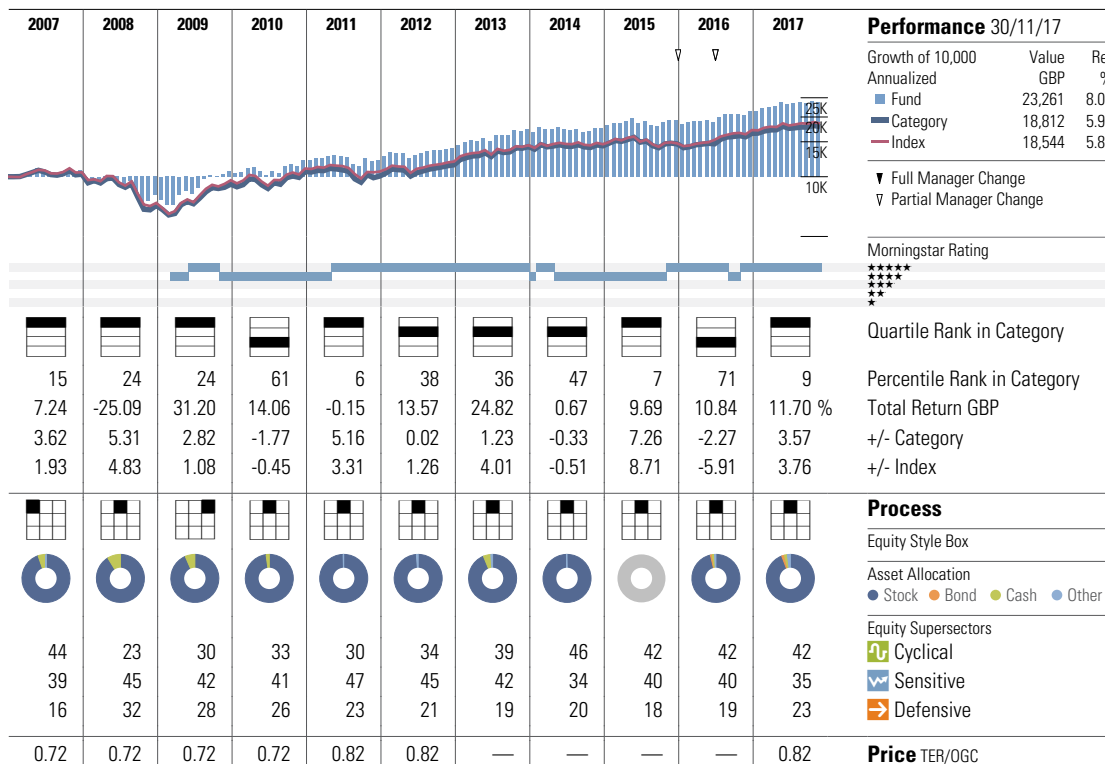 2007 2008 2009 2010 2011 2012 2013 2014 2015 2016 2017
Performance 30/11/17
Growth of 10,000 Value Re
Annualized GBP %
Fund 23,261 8.0
Category 18,812 5.9
Index 18,544 5.8
25K
20K
15K
10K
Full Manager Change
Partial Manager Change
Morningstar Rating
★★★★★
★★★★
★★★
★★
★
Quartile Rank in Category
15 24 24 61 6 38 36 47 7 71 9 Percentile Rank in Category
7.24 -25.09 31.20 14.06 -0.15 13.57 24.82 0.67 9.69 10.84 11.70 % Total Return GBP
3.62 5.31 2.82 -1.77 5.16 0.02 1.23 -0.33 7.26 -2.27 3.57 +/- Category
1.93 4.83 1.08 -0.45 3.31 1.26 4.01 -0.51 8.71 -5.91 3.76 +/- Index
Process
Equity Style Box
Asset Allocation
Stock Bond Cash Other
Equity Supersectors
44 23 30 33 30 34 39 46 42 42 42 Cyclical
39 45 42 41 47 45 42 34 40 40 35 Sensitive
16 32 28 26 23 21 19 20 18 19 23 Defensive
0.72 0.72 0.72 0.72 0.82 0.82 — — — — 0.82 Price TER/OGC